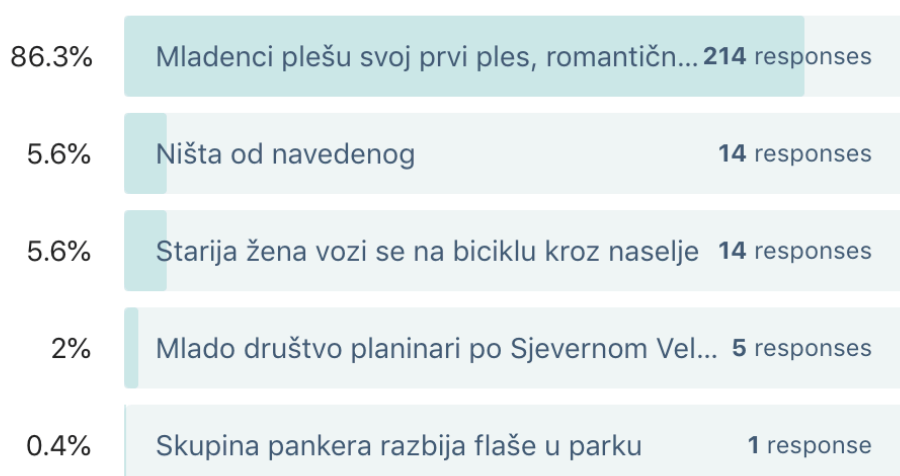 86.3% Mladenci plešu svoj prvi ples, romantičn... 214 responses
5.6% Ništa od navedenog 14 responses
5.6% Starija žena vozi se na biciklu kroz naselje 14 responses
2% Mlado društvo planinari po Sjevernom Vel... 5 responses
0.4% Skupina pankera razbija flaše u parku 1 response